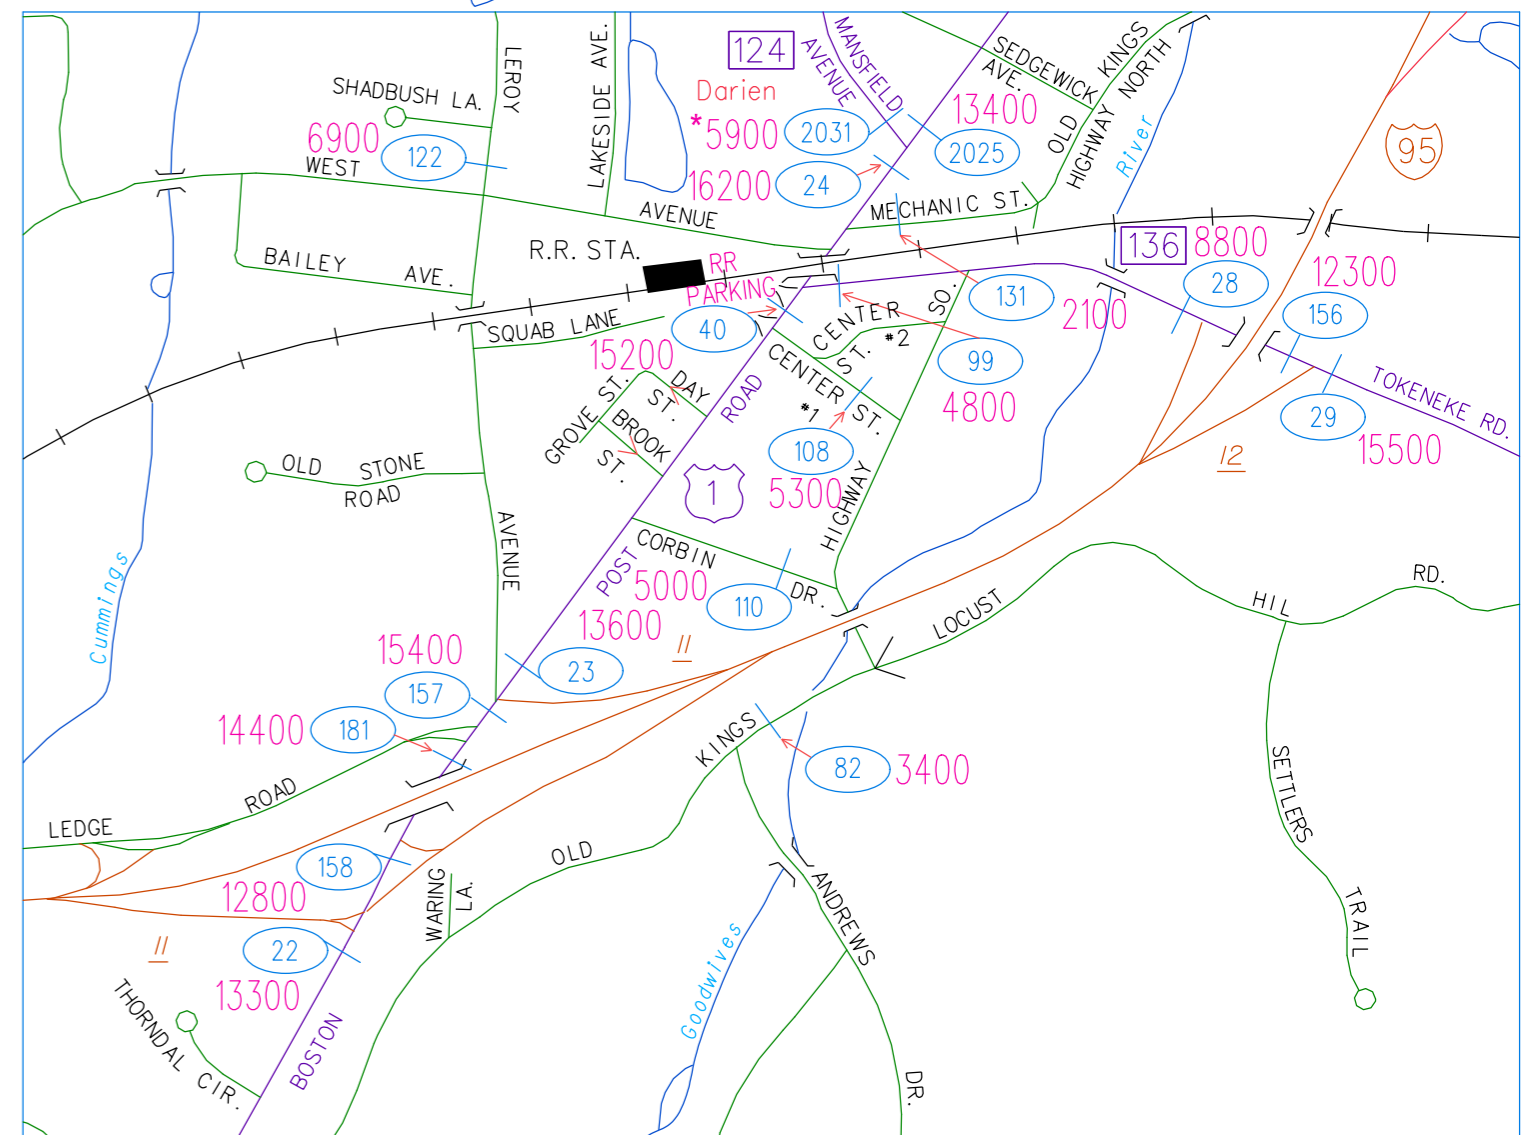 LEROY
LAKESIDE AVE.
124
MANSFIELD
AVENUE
SEDGEWICK
AVE.
OLD KINGS
HIGHWAY NORTH
SHADBUSH LA.
Darien
*5900
2031
13400
2025
River
95
6900
122
WEST
16200
24
MECHANIC ST.
AVENUE
BAILEY AVE.
R.R. STA.
RR
PARKING
136
8800
28
12300
156
131
2100
40
SQUAB LANE
15200
CENTER
ST. #2
SO.
99
4800
CENTER ST.
#1
DAY
ST.
GROVE ST.
BROOK
ST.
ROAD
TOKENEKE RD.
29
15500
12
108
5300
1
HIGHWAY
OLD STONE
ROAD
AVENUE
CORBIN DR.
POST
5000
110
13600
23
11
Cummings
LOCUST
HIL
RD.
15400
157
14400
181
KINGS
82
3400
SETTLERS
TRAIL
ROAD
LEDGE
OLD
158
12800
WARING
LA.
ANDREWS
DR.
11
22
13300
Goodwives
THORNDAL CIR.
BOSTON